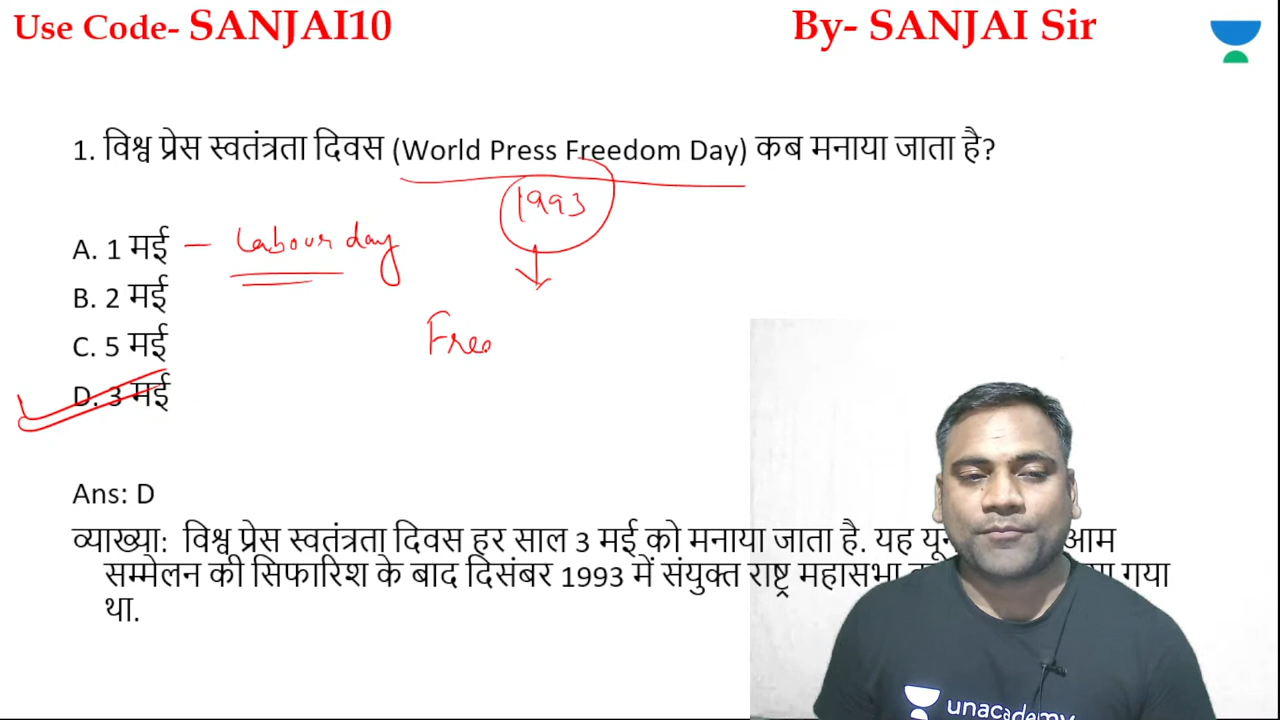 Use Code- SANJAI10
By- SANJAI Sir
1. विश्व प्रेस स्वतंत्रता दिवस (World Press Freedom Day) कब मनाया जाता है?
1993
A. 1 मई - Labour day
B. 2 मई
Free
C. 5 मई
D. 3 मई
Ans: D
व्याख्या: विश्व प्रेस स्वतंत्रता दिवस हर साल 3 मई को मनाया जाता है. यह आम
सम्मेलन की सिफारिश के बाद दिसंबर 1993 में संयुक्त राष्ट्र महासभा गया
था.
unacademy